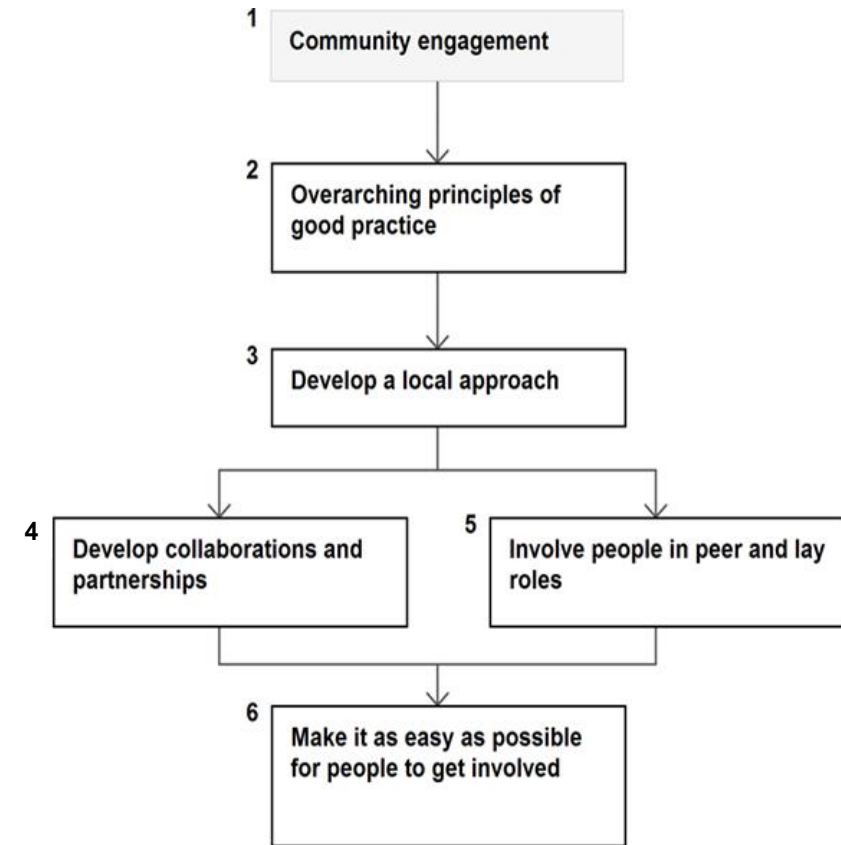 1
Community engagement
2
Overarching principles of
good practice
3
Develop a local approach
4
Develop collaborations and
partnerships
5
Involve people in peer and lay
roles
6
Make it as easy as possible
for people to get involved